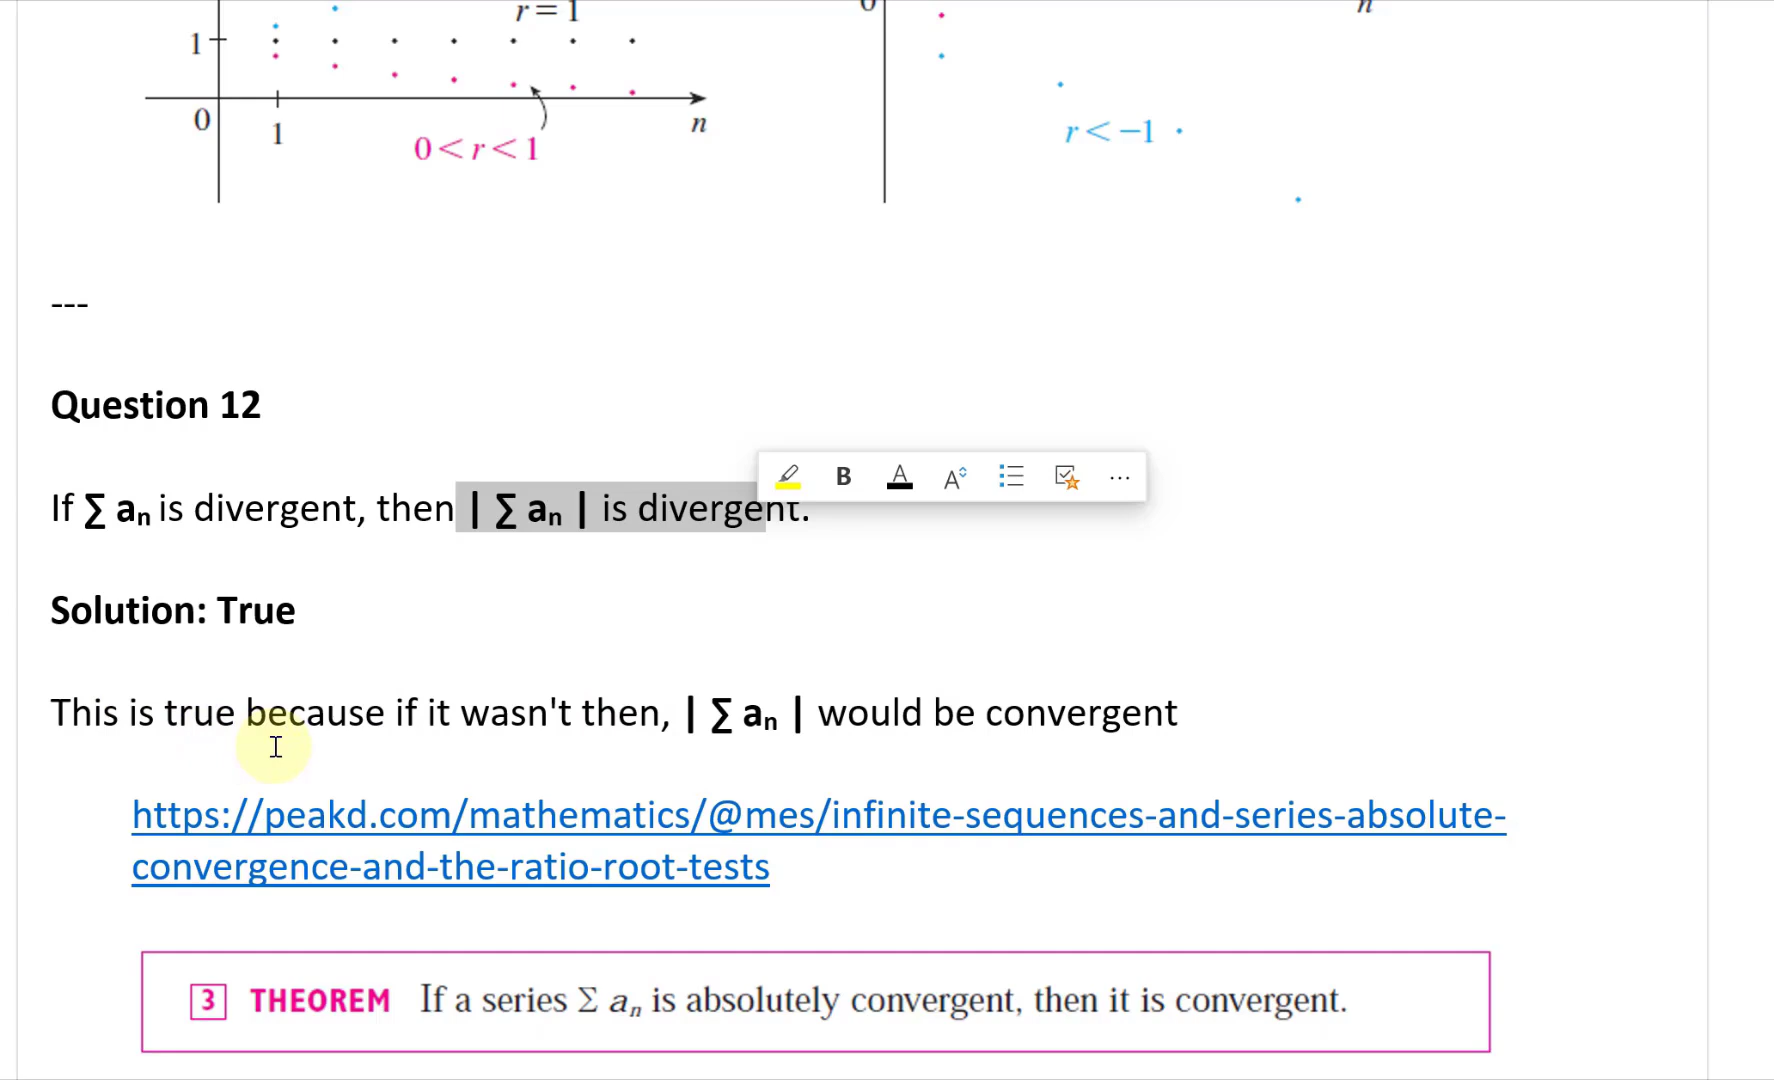 r = 1
0
n
1
0
1
n
0 < r < 1
r < −1
---
Question 12
If ∑ aₙ is divergent, then | ∑ aₙ | is divergent.
B A A ...
Solution: True
This is true because if it wasn't then, | ∑ aₙ | would be convergent
https://peakd.com/mathematics/@mes/infinite-sequences-and-series-absolute-
convergence-and-the-ratio-root-tests
3 THEOREM If a series Σ aₙ is absolutely convergent, then it is convergent.